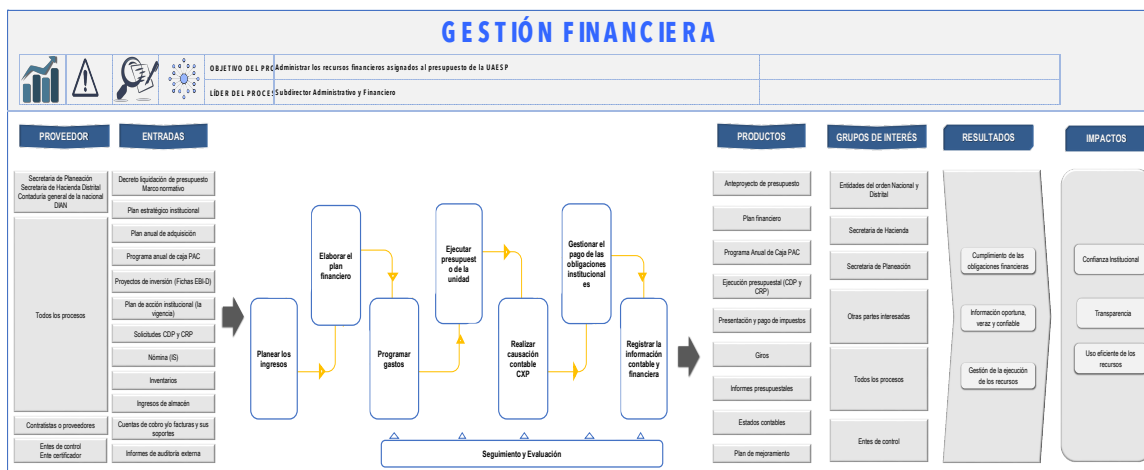 GESTIÓN FINANCIERA
OBJETIVO DEL PRO
Administrar los recursos financieros asignados al presupuesto de la UAESP
LÍDER DEL PROCES
Subdirector Administrativo y Financiero
PROVEEDOR
ENTRADAS
PRODUCTOS
GRUPOS DE INTERÉS
RESULTADOS
IMPACTOS
Secretaria de Planeación
Secretaria de Hacienda Distrital
Contaduría general de la nacional
DIAN
Todos los procesos
Contratistas o proveedores
Entes de control
Ente certificador
Decreto liquidación de presupuesto
Marco normativo
Plan estratégico institucional
Plan anual de adquisición
Programa anual de caja PAC
Proyectos de inversión (Fichas EBI-D)
Plan de acción institucional (la
vigencia)
Solicitudes CDP y CRP
Nómina (IS)
Inventarios
Ingresos de almacén
Cuentas de cobro y/o facturas y sus
soportes
Informes de auditoría externa
Planear los
ingresos
Elaborar el
plan
financiero
Programar
gastos
Ejecutar
presupuest
o de la
unidad
Realizar
causación
contable
CXP
Gestionar el
pago de las
obligaciones
institucional
es
Registrar la
información
contable y
financiera
Seguimiento y Evaluación
Anteproyecto de presupuesto
Plan financiero
Programa Anual de Caja PAC
Ejecución presupuestal (CDP y
CRP)
Presentación y pago de impuestos
Giros
Informes presupuestales
Estados contables
Plan de mejoramiento
Entidades del orden Nacional y
Distrital
Secretaria de Hacienda
Secretaria de Planeación
Otras partes interesadas
Todos los procesos
Entes de control
Cumplimiento de las
obligaciones financieras
Información oportuna,
veraz y confiable
Gestión de la ejecución
de los recursos
Confianza Institucional
Transparencia
Uso eficiente de los
recursos